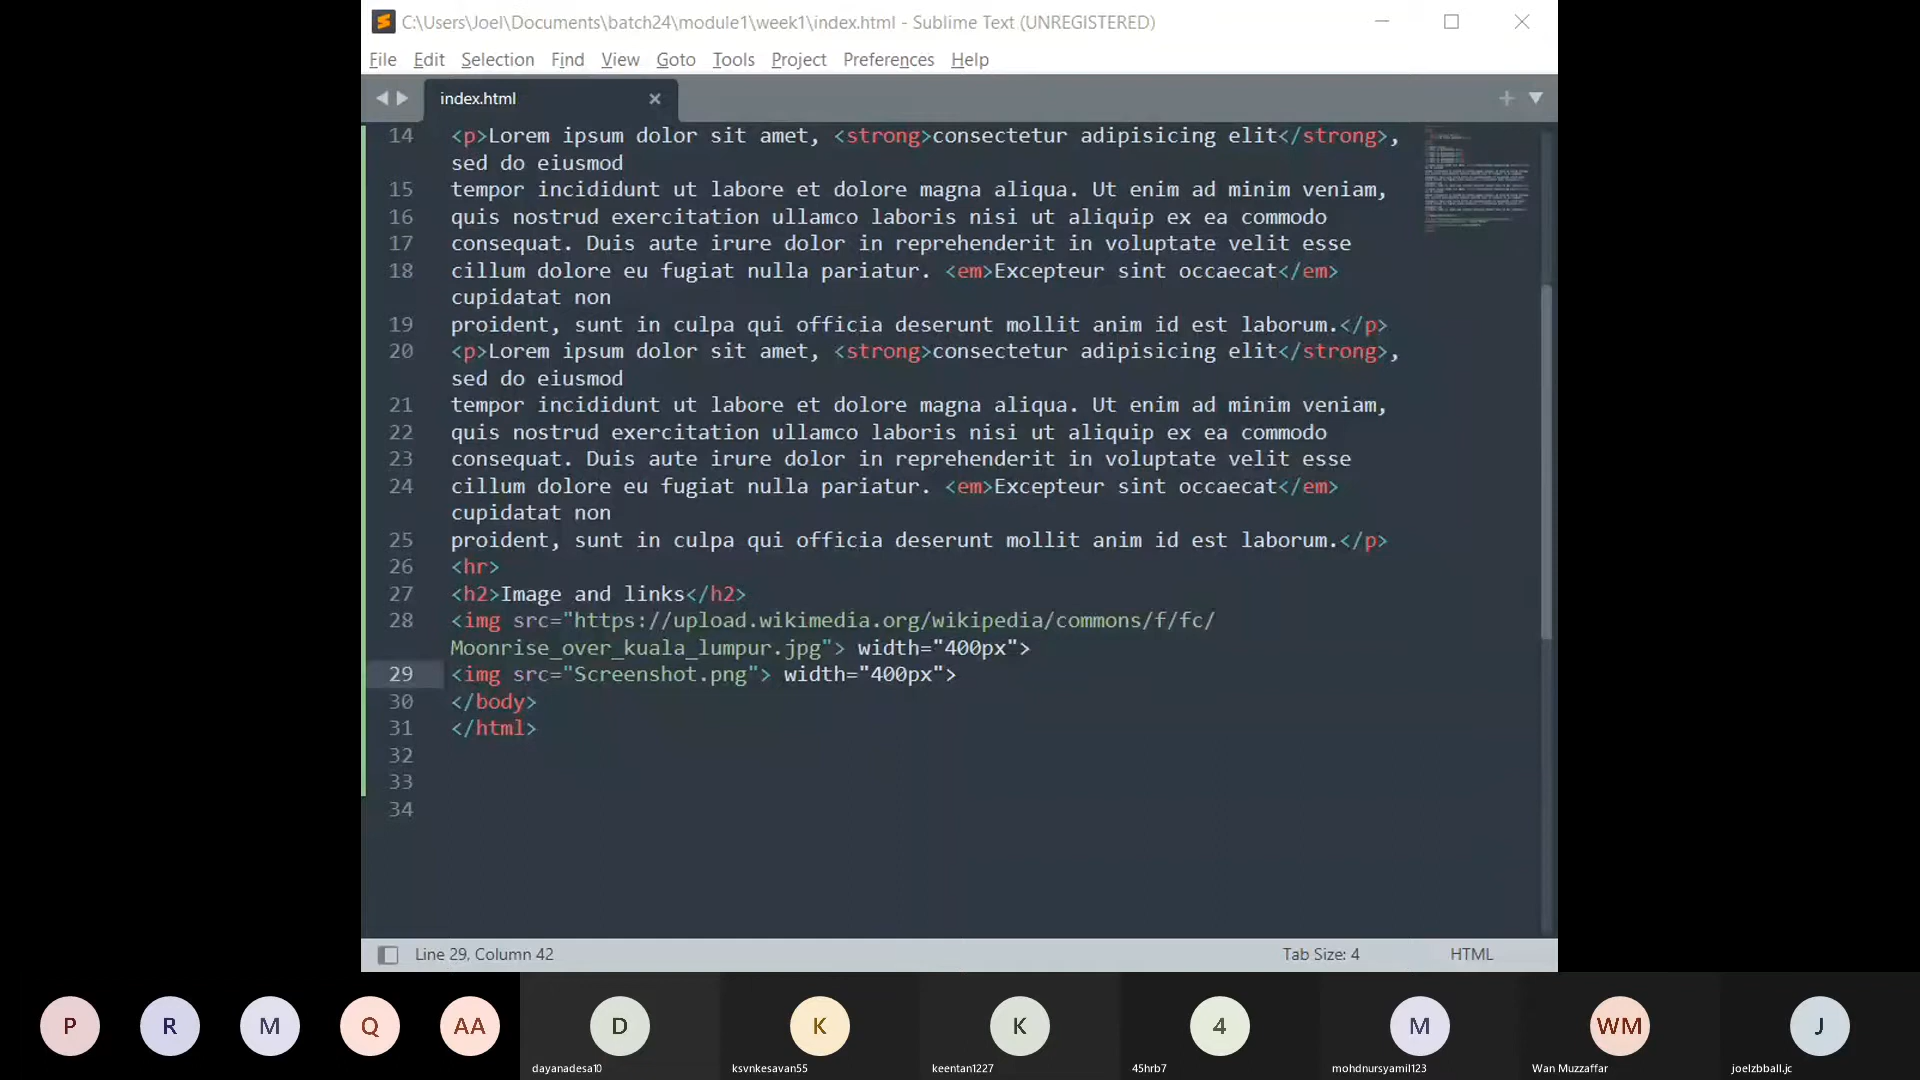 C:\Users\Joel\Documents\batch24\module1\week1\index.html - Sublime Text (UNREGISTERED)
File Edit Selection Find View Goto Tools Project Preferences Help
index.html
14 <p>Lorem ipsum dolor sit amet, <strong>consectetur adipisicing elit</strong>,
sed do eiusmod
15 tempor incididunt ut labore et dolore magna aliqua. Ut enim ad minim veniam,
16 quis nostrud exercitation ullamco laboris nisi ut aliquip ex ea commodo
17 consequat. Duis aute irure dolor in reprehenderit in voluptate velit esse
18 cillum dolore eu fugiat nulla pariatur. <em>Excepteur sint occaecat</em>
cupidatat non
19 proident, sunt in culpa qui officia deserunt mollit anim id est laborum.</p>
20 <p>Lorem ipsum dolor sit amet, <strong>consectetur adipisicing elit</strong>,
sed do eiusmod
21 tempor incididunt ut labore et dolore magna aliqua. Ut enim ad minim veniam,
22 quis nostrud exercitation ullamco laboris nisi ut aliquip ex ea commodo
23 consequat. Duis aute irure dolor in reprehenderit in voluptate velit esse
24 cillum dolore eu fugiat nulla pariatur. <em>Excepteur sint occaecat</em>
cupidatat non
25 proident, sunt in culpa qui officia deserunt mollit anim id est laborum.</p>
26 <hr>
27 <h2>Image and links</h2>
28 <img src="https://upload.wikimedia.org/wikipedia/commons/f/fc/
Moonrise_over_kuala_lumpur.jpg"> width="400px">
29 <img src="Screenshot.png"> width="400px">
30 </body>
31 </html>
32
33
34
Line 29, Column 42 Tab Size: 4 HTML
P R M Q AA D K K 4 M WM J
dayanadesa10 ksvnkesavan55 keentan1227 45hrb7 mohdnursyamil123 Wan Muzzaffar joelzbball.jc